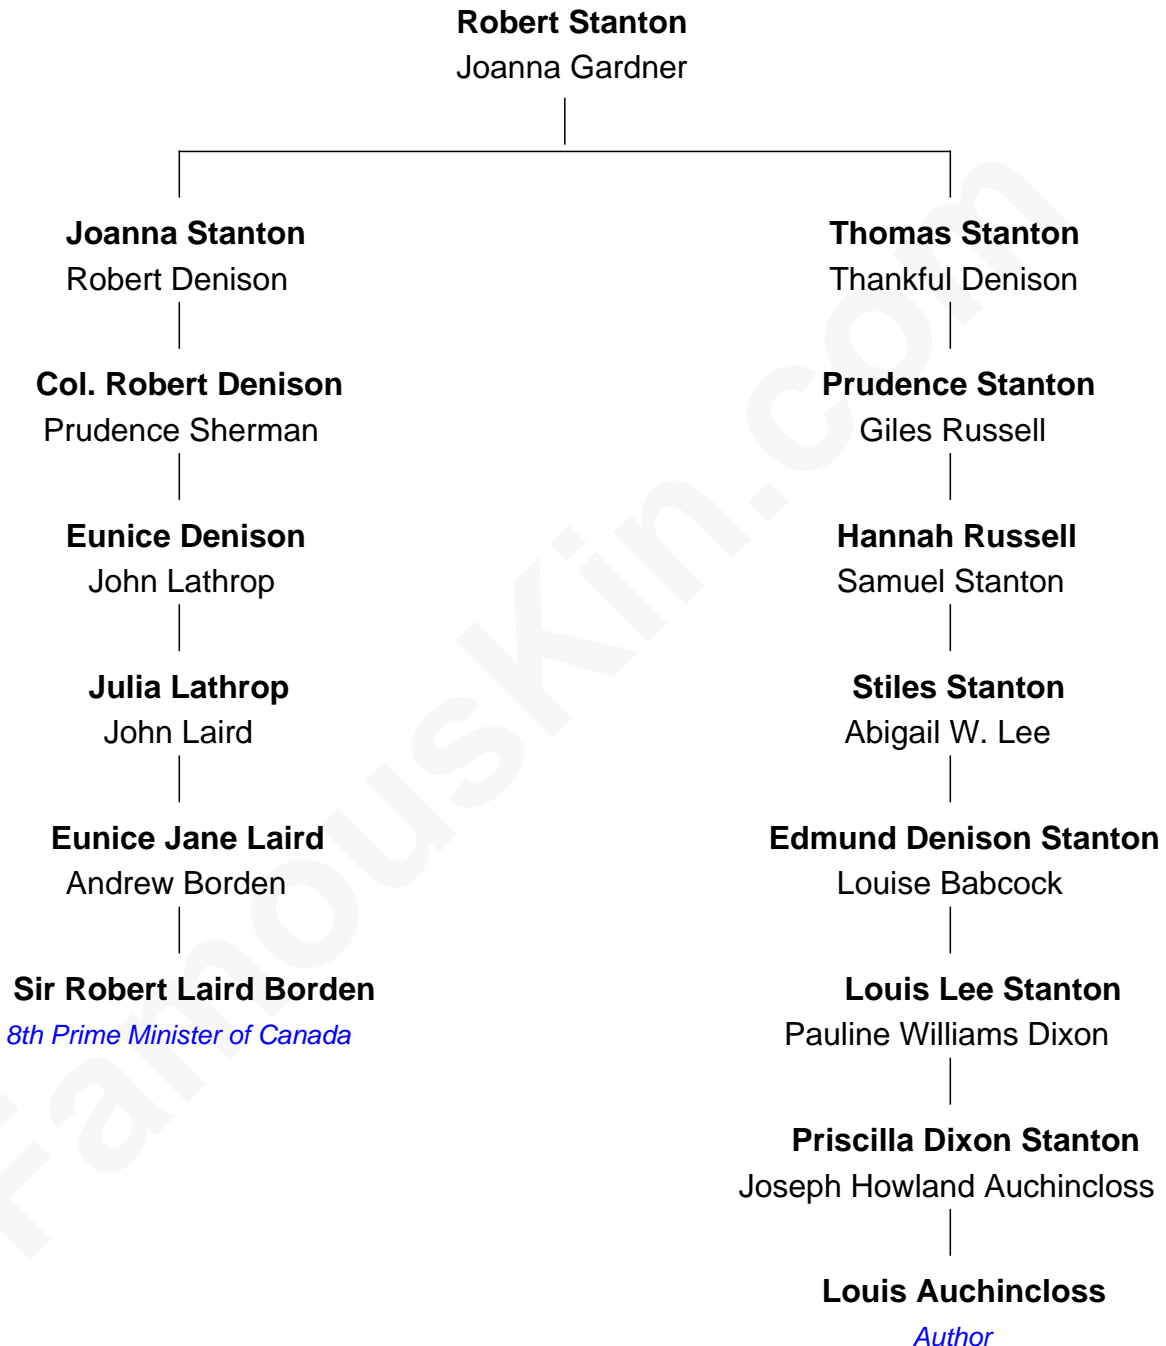 Robert Stanton
Joanna Gardner
Joanna Stanton
Robert Denison
Col. Robert Denison
Prudence Sherman
Eunice Denison
John Lathrop
Julia Lathrop
John Laird
Eunice Jane Laird
Andrew Borden
Sir Robert Laird Borden
8th Prime Minister of Canada
Thomas Stanton
Thankful Denison
Prudence Stanton
Giles Russell
Hannah Russell
Samuel Stanton
Stiles Stanton
Abigail W. Lee
Edmund Denison Stanton
Louise Babcock
Louis Lee Stanton
Pauline Williams Dixon
Priscilla Dixon Stanton
Joseph Howland Auchincloss
Louis Auchincloss
Author
FamousKin.com